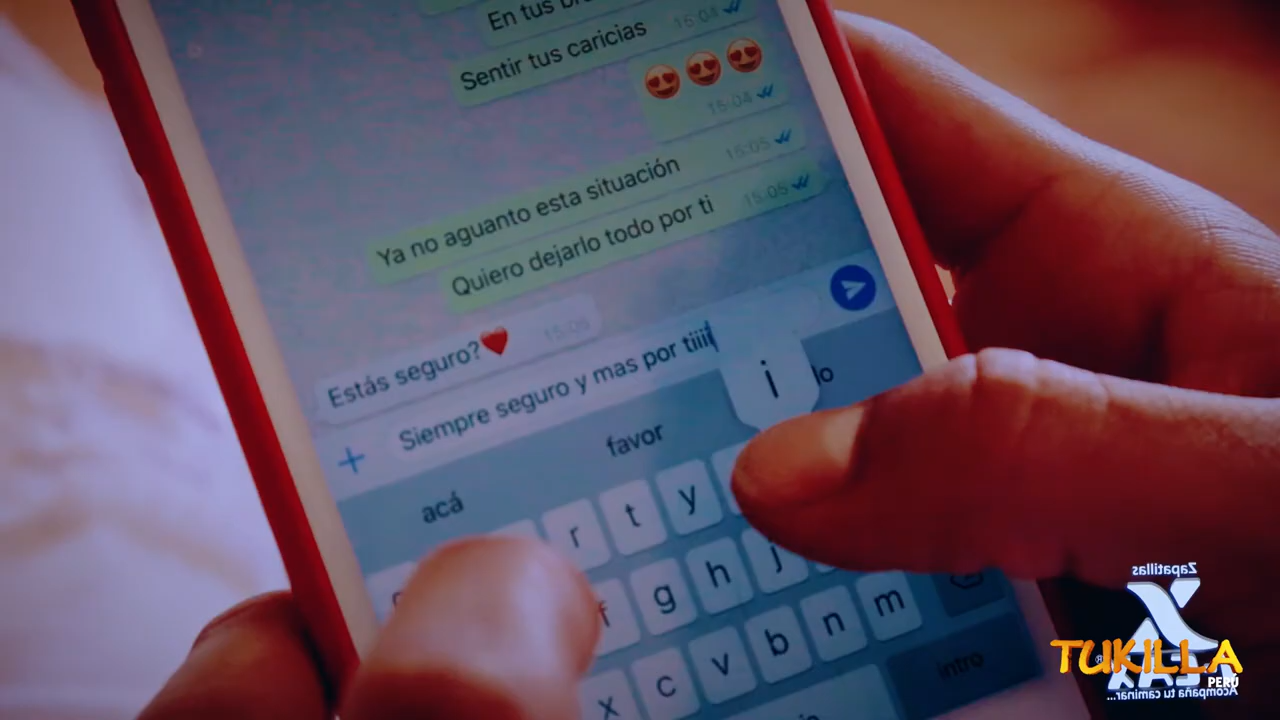 En tus
15:04
Sentir tus caricias
15:04
Ya no aguanto esta situación 15:05
Quiero dejarlo todo por ti 15:05
Estás seguro?❤️
Siempre seguro y mas por tiiii
i
acá favor lo
r t y
f g h j
x c v b n m
intro
Zapatillas
TUKILLA
PERÚ
Acompaña tu caminar...